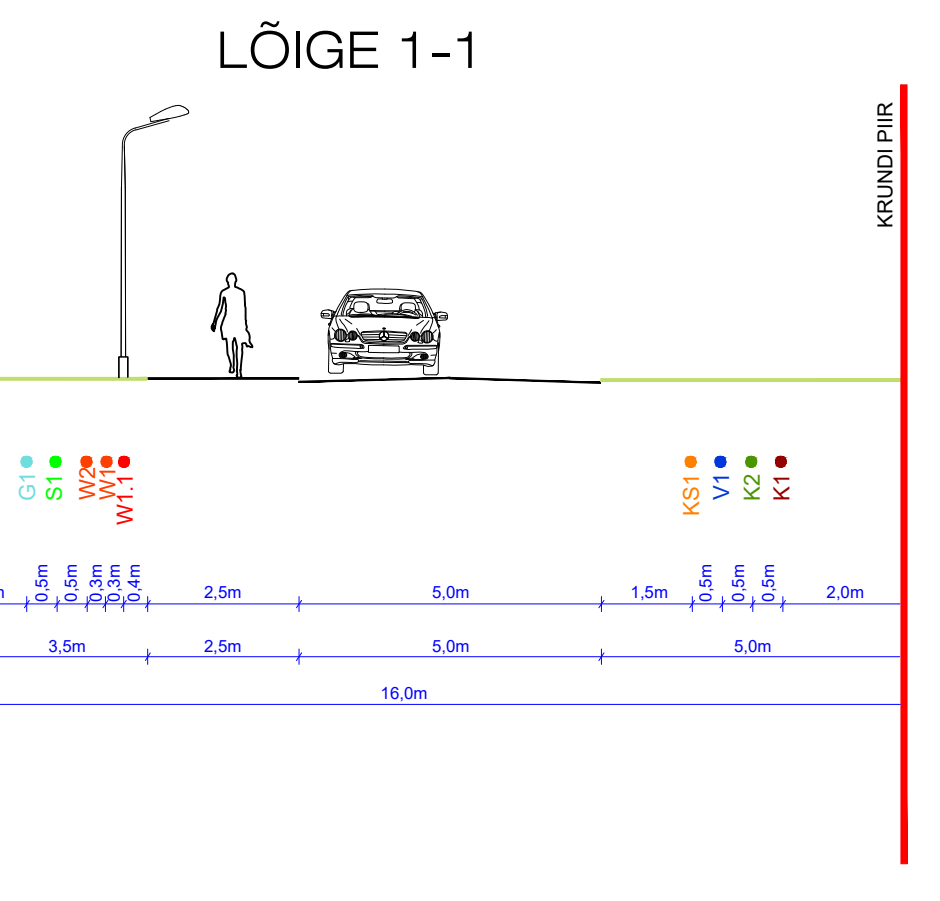 LÕIGE 1-1
KRUNDI PIIR
G1
S1
W2
W1
W1.1
KS1
V1
K2
K1
0,5m
0,5m
0,3m
0,3m
0,4m
2,5m
5,0m
1,5m
0,5m
0,5m
0,5m
2,0m
3,5m
2,5m
5,0m
5,0m
16,0m